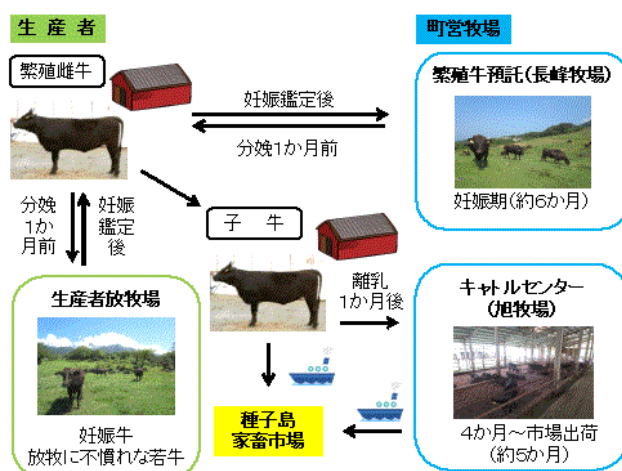 生産者
町営牧場
繁殖雌牛
繁殖牛預託(長峰牧場)
妊娠鑑定後
分娩1か月前
妊娠期(約6か月)
分娩
1か
月前
妊娠
鑑定
後
子 牛
離乳
1か月後
生産者放牧場
妊娠牛
放牧に不慣れな若牛
キャトルセンター
(旭牧場)
4か月～市場出荷
(約5か月)
種子島
家畜市場